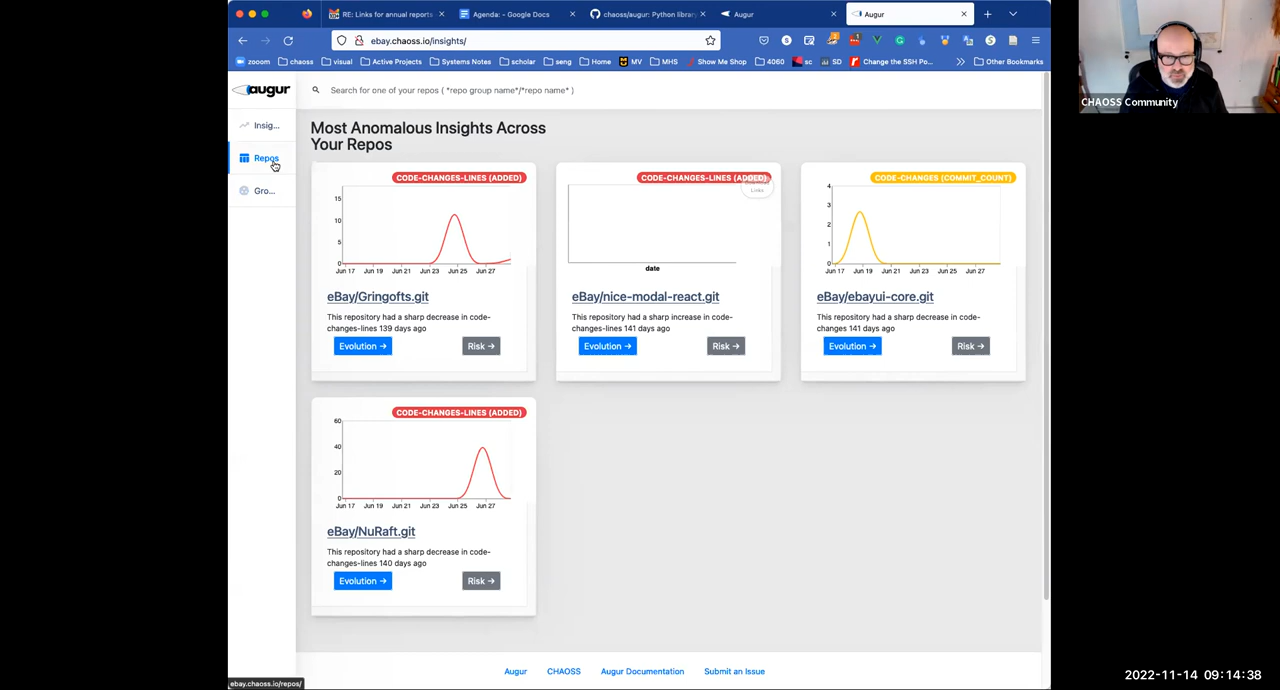 RE: Links for annual reports
Agenda: - Google Docs
chaoss/augur: Python library
Augur
Augur
ebay.chaoss.io/insights/
zooom
chaoss
visual
Active Projects
Systems Notes
scholar
seng
Home
MV
MHS
Show Me Shop
4060
sc
SD
Change the SSH Po...
Other Bookmarks
augur
Search for one of your repos ( *repo group name*/*repo name* )
Insig...
Repos
Gro...
Most Anomalous Insights Across
Your Repos
CODE-CHANGES-LINES (ADDED)
15
10
5
0
Jun 17 Jun 19 Jun 21 Jun 23 Jun 25 Jun 27
eBay/Gringofts.git
This repository had a sharp decrease in code-
changes-lines 139 days ago
Evolution →
Risk →
CODE-CHANGES-LINES (ADDED)
Links
date
eBay/nice-modal-react.git
This repository had a sharp increase in code-
changes-lines 141 days ago
Evolution →
Risk →
CODE-CHANGES (COMMIT_COUNT)
4
3
2
1
0
Jun 17 Jun 19 Jun 21 Jun 23 Jun 25 Jun 27
eBay/ebayui-core.git
This repository had a sharp decrease in code-
changes 141 days ago
Evolution →
Risk →
CODE-CHANGES-LINES (ADDED)
60
40
20
0
Jun 17 Jun 19 Jun 21 Jun 23 Jun 25 Jun 27
eBay/NuRaft.git
This repository had a sharp decrease in code-
changes-lines 140 days ago
Evolution →
Risk →
Augur
CHAOSS
Augur Documentation
Submit an Issue
ebay.chaoss.io/repos/
CHAOSS Community
2022-11-14 09:14:38